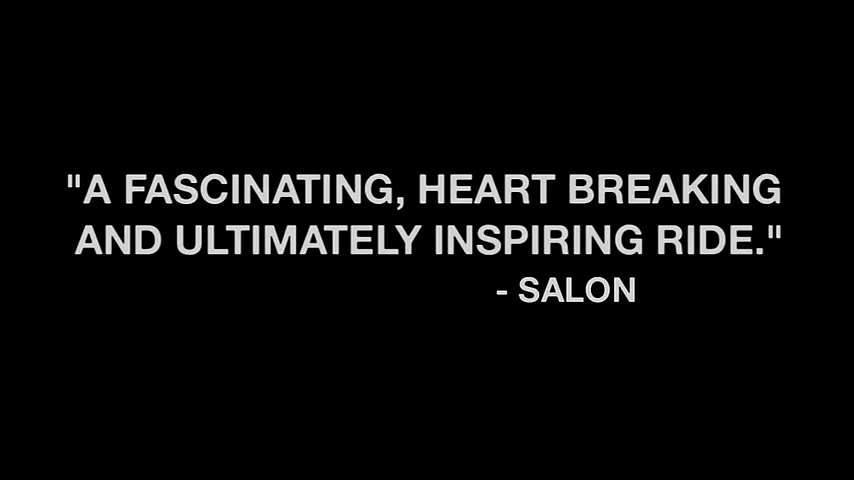 "A FASCINATING, HEART BREAKING
AND ULTIMATELY INSPIRING RIDE."
- SALON